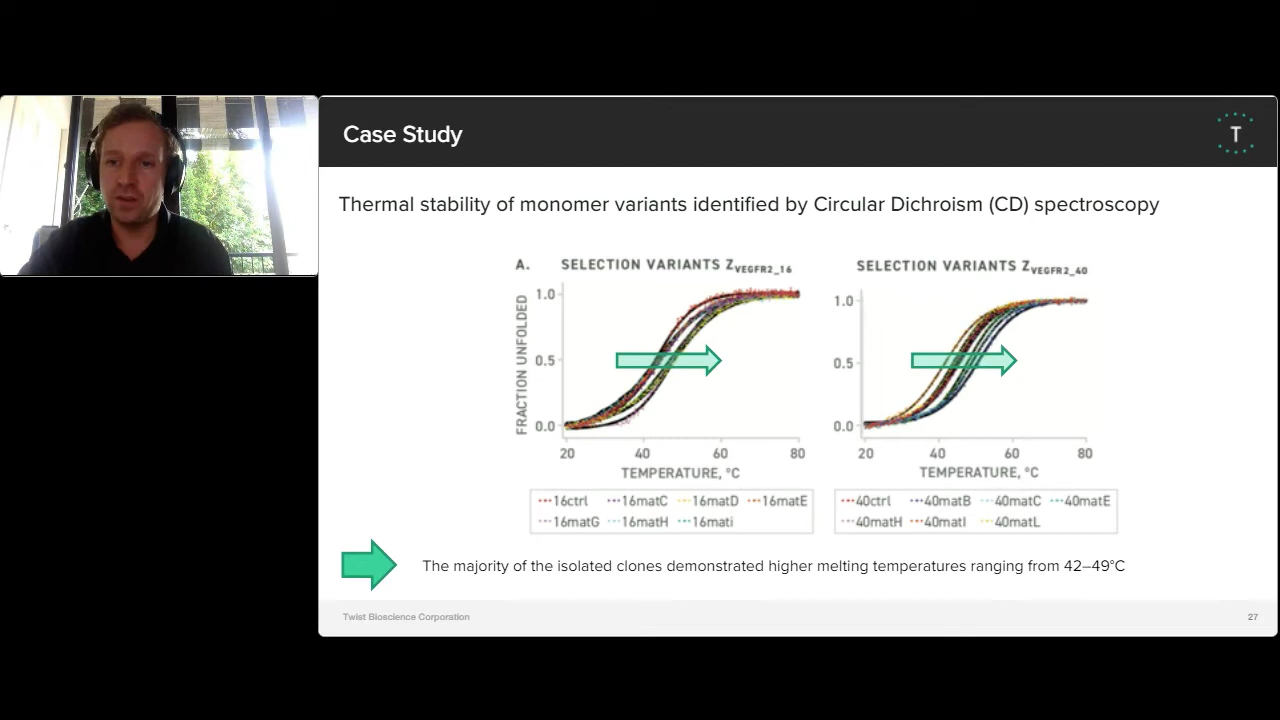 Case Study
T
Thermal stability of monomer variants identified by Circular Dichroism (CD) spectroscopy
A. SELECTION VARIANTS ZVEGFR2_16
FRACTION UNFOLDED
1.0
0.5
0.0
20 40 60 80
TEMPERATURE, °C
16ctrl 16matC 16matD 16matE
16matG 16matH 16mati
SELECTION VARIANTS ZVEGFR2_40
1.0
0.5
0.0
20 40 60 80
TEMPERATURE, °C
40ctrl 40matB 40matC 40matE
40matH 40matI 40matL
The majority of the isolated clones demonstrated higher melting temperatures ranging from 42–49°C
Twist Bioscience Corporation
27